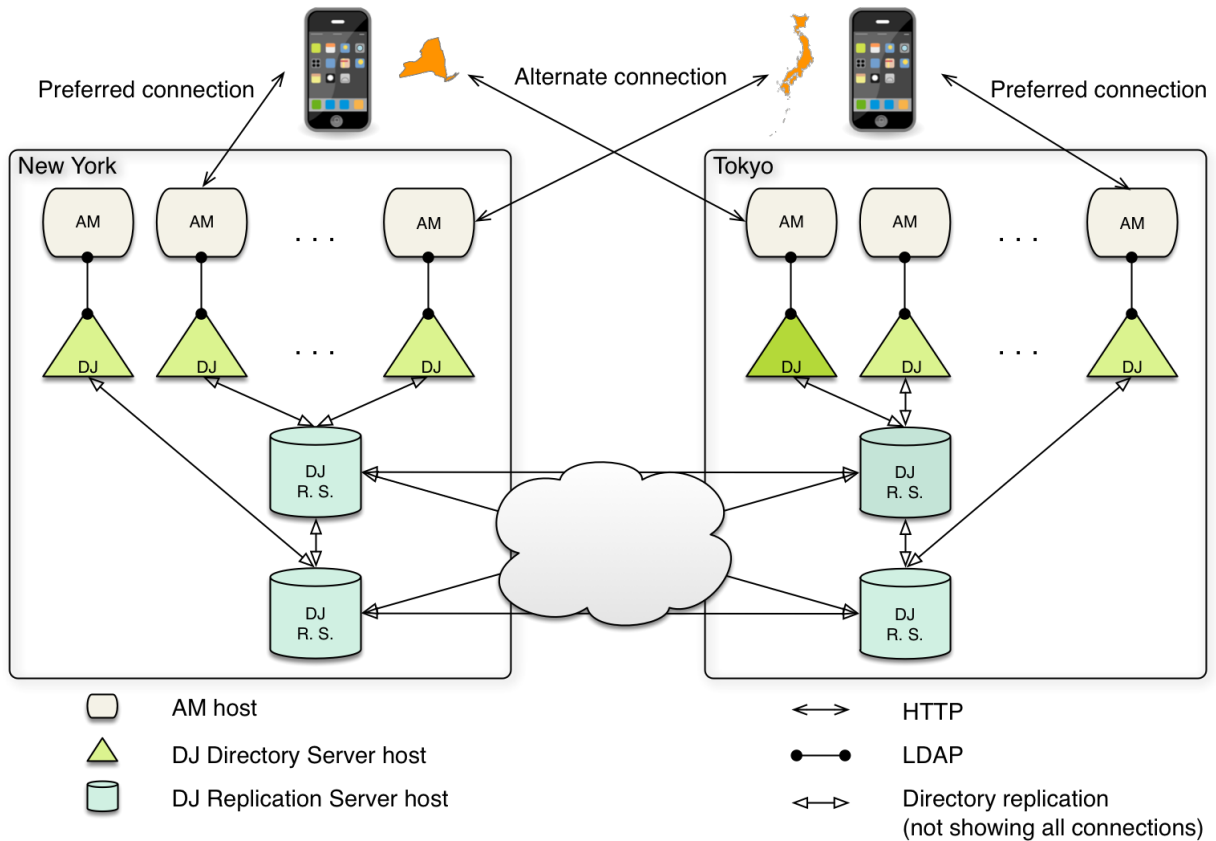 Preferred connection
Alternate connection
Preferred connection
New York
Tokyo
AM
AM
. . .
AM
AM
AM
. . .
AM
DJ
DJ
. . .
DJ
DJ
DJ
. . .
DJ
DJ
R. S.
DJ
R. S.
DJ
R. S.
DJ
R. S.
AM host
HTTP
DJ Directory Server host
LDAP
DJ Replication Server host
Directory replication
(not showing all connections)